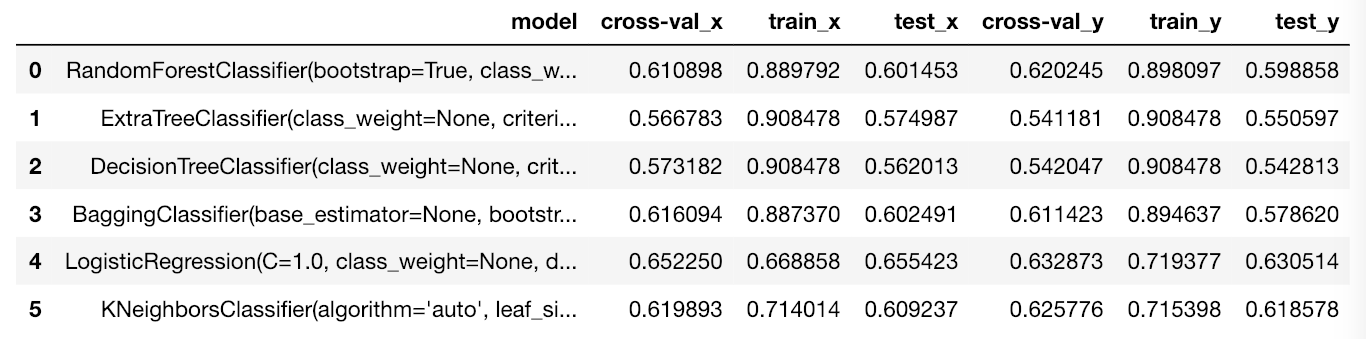 model cross-val_x train_x test_x cross-val_y train_y test_y
0 RandomForestClassifier(bootstrap=True, class_w... 0.610898 0.889792 0.601453 0.620245 0.898097 0.598858
1 ExtraTreeClassifier(class_weight=None, criteri... 0.566783 0.908478 0.574987 0.541181 0.908478 0.550597
2 DecisionTreeClassifier(class_weight=None, crit... 0.573182 0.908478 0.562013 0.542047 0.908478 0.542813
3 BaggingClassifier(base_estimator=None, bootstr... 0.616094 0.887370 0.602491 0.611423 0.894637 0.578620
4 LogisticRegression(C=1.0, class_weight=None, d... 0.652250 0.668858 0.655423 0.632873 0.719377 0.630514
5 KNeighborsClassifier(algorithm='auto', leaf_si... 0.619893 0.714014 0.609237 0.625776 0.715398 0.618578